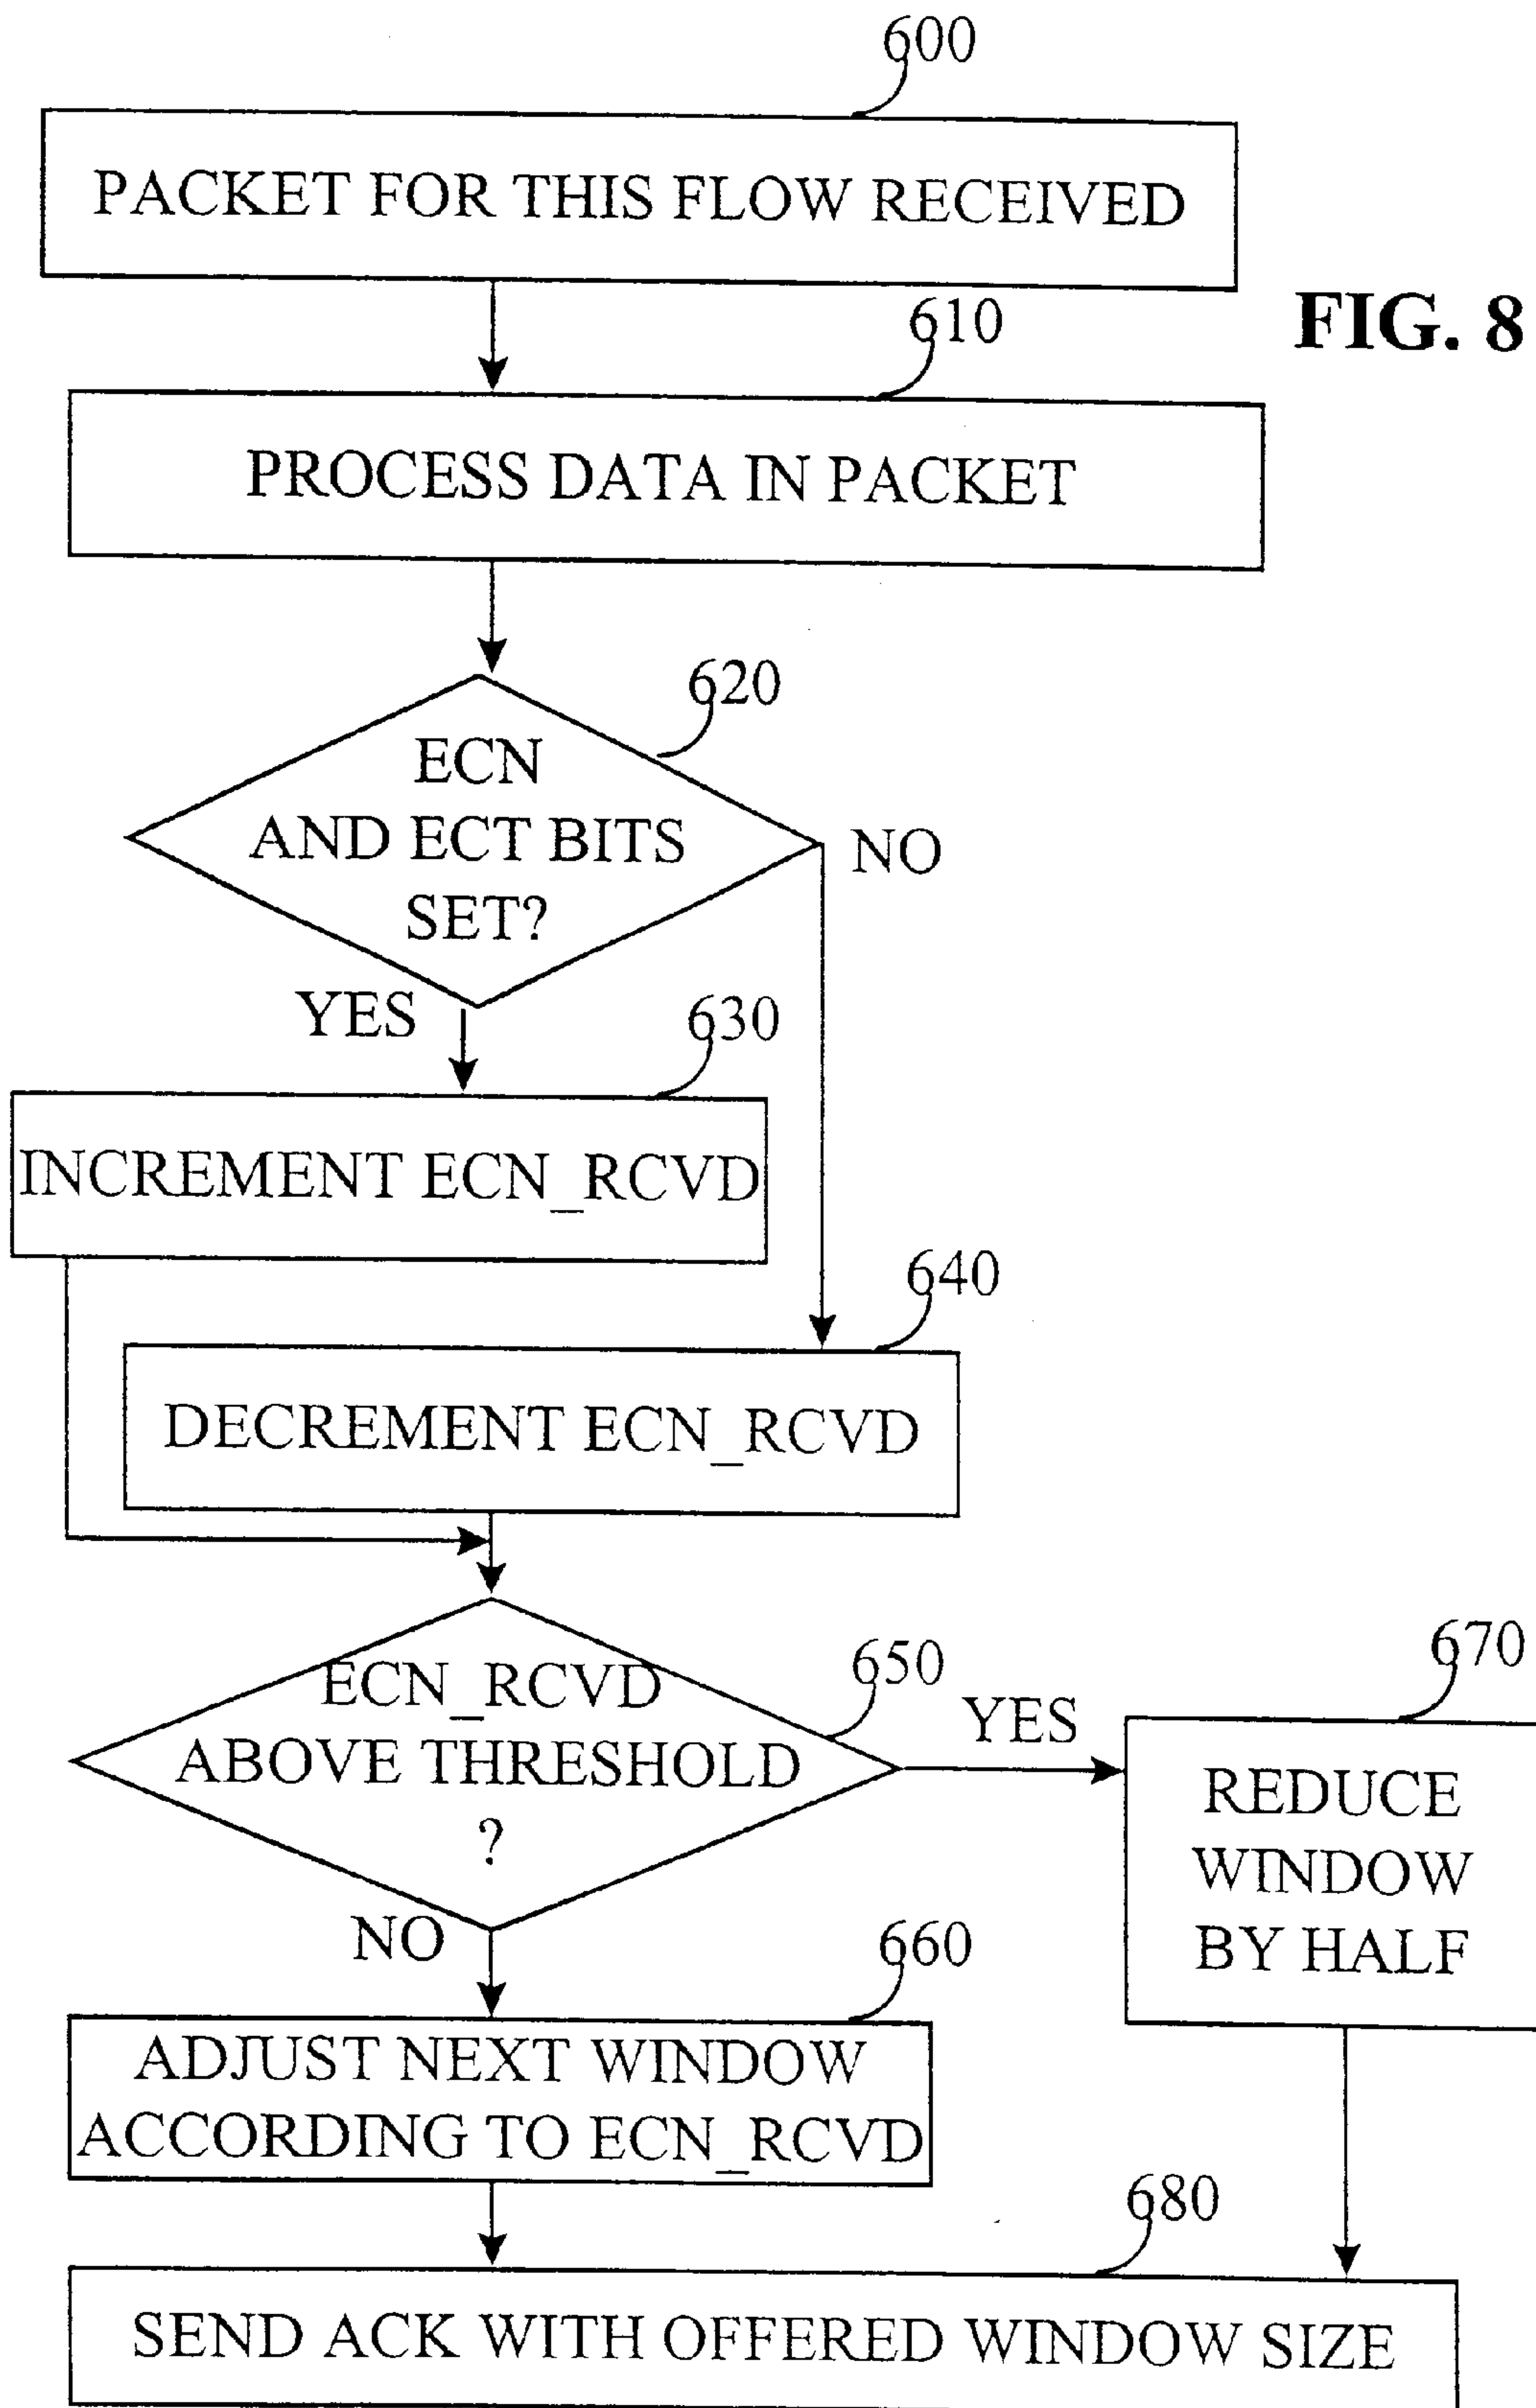 600
PACKET FOR THIS FLOW RECEIVED
FIG. 8
610
PROCESS DATA IN PACKET
620
ECN
AND ECT BITS
SET?
NO
YES
630
INCREMENT ECN_RCVD
640
DECREMENT ECN_RCVD
650
ECN_RCVD
ABOVE THRESHOLD
?
YES
670
REDUCE
WINDOW
BY HALF
NO
660
ADJUST NEXT WINDOW
ACCORDING TO ECN_RCVD
680
SEND ACK WITH OFFERED WINDOW SIZE